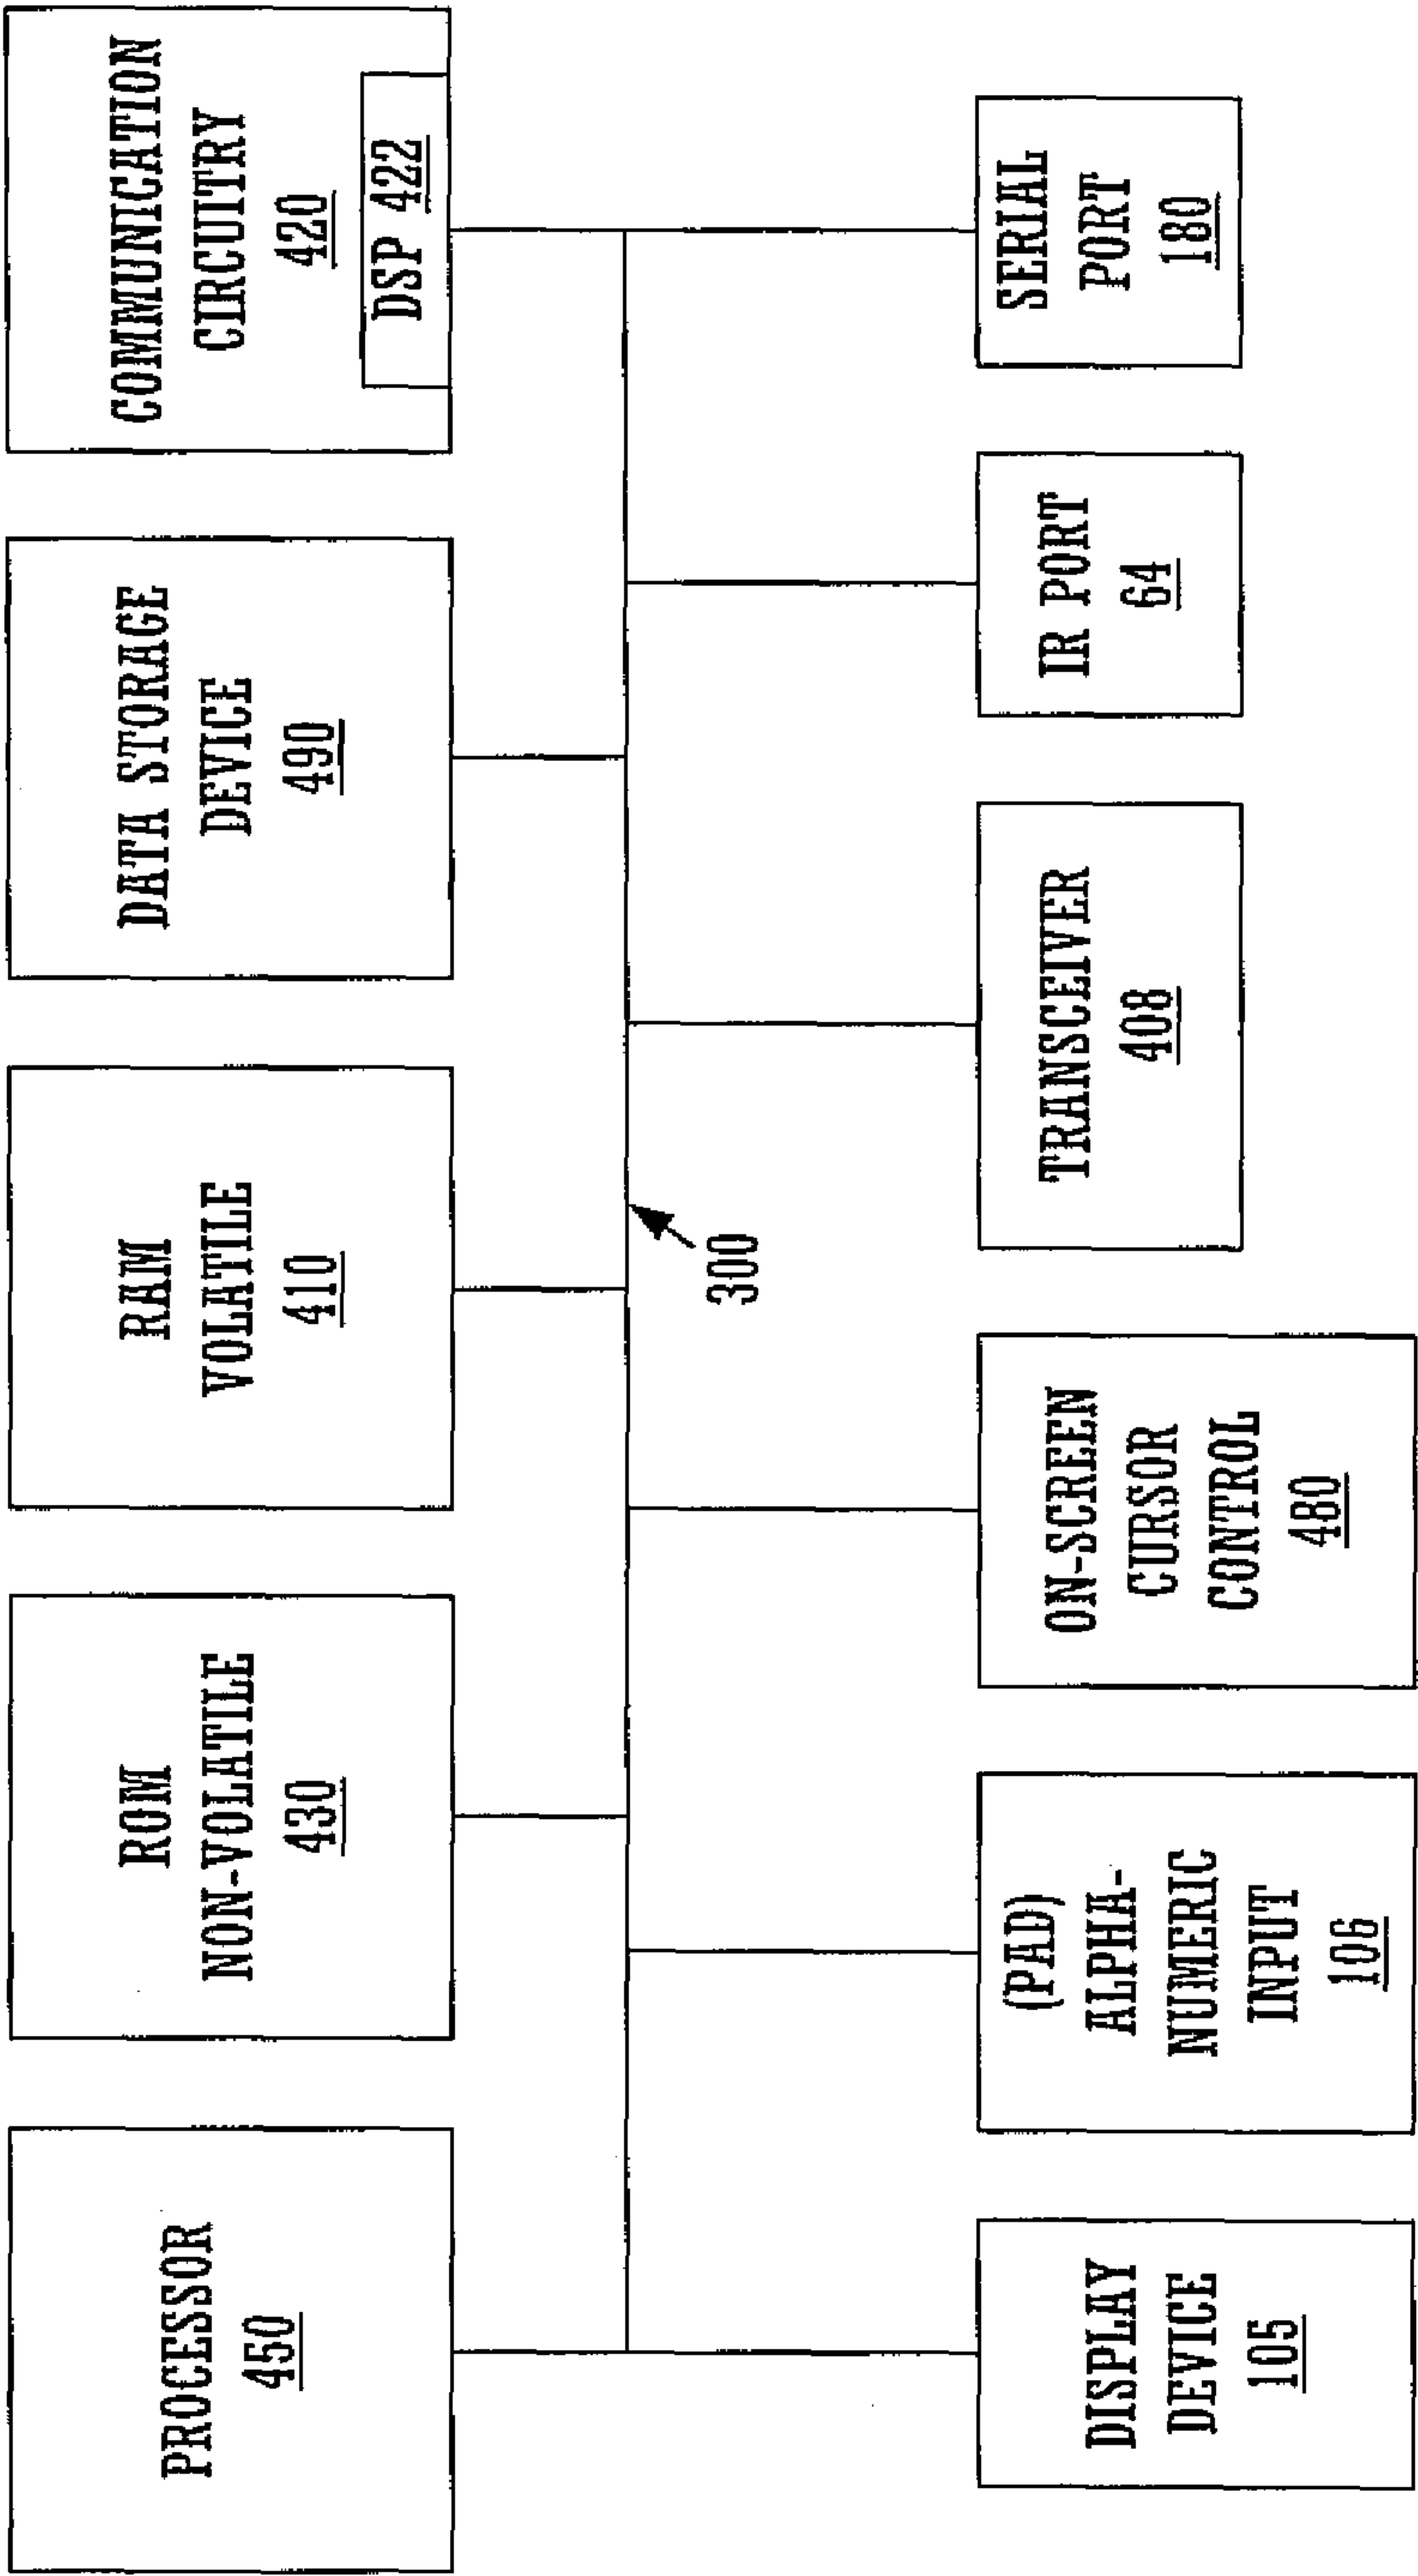 PROCESSOR
450
ROM
NON-VOLATILE
430
RAM
VOLATILE
410
DATA STORAGE
DEVICE
490
COMMUNICATION
CIRCUITRY
420
DSP 422
300
DISPLAY
DEVICE
105
(PAD)
ALPHA-
NUMERIC
INPUT
106
ON-SCREEN
CURSOR
CONTROL
480
TRANSCEIVER
408
IR PORT
64
SERIAL
PORT
180